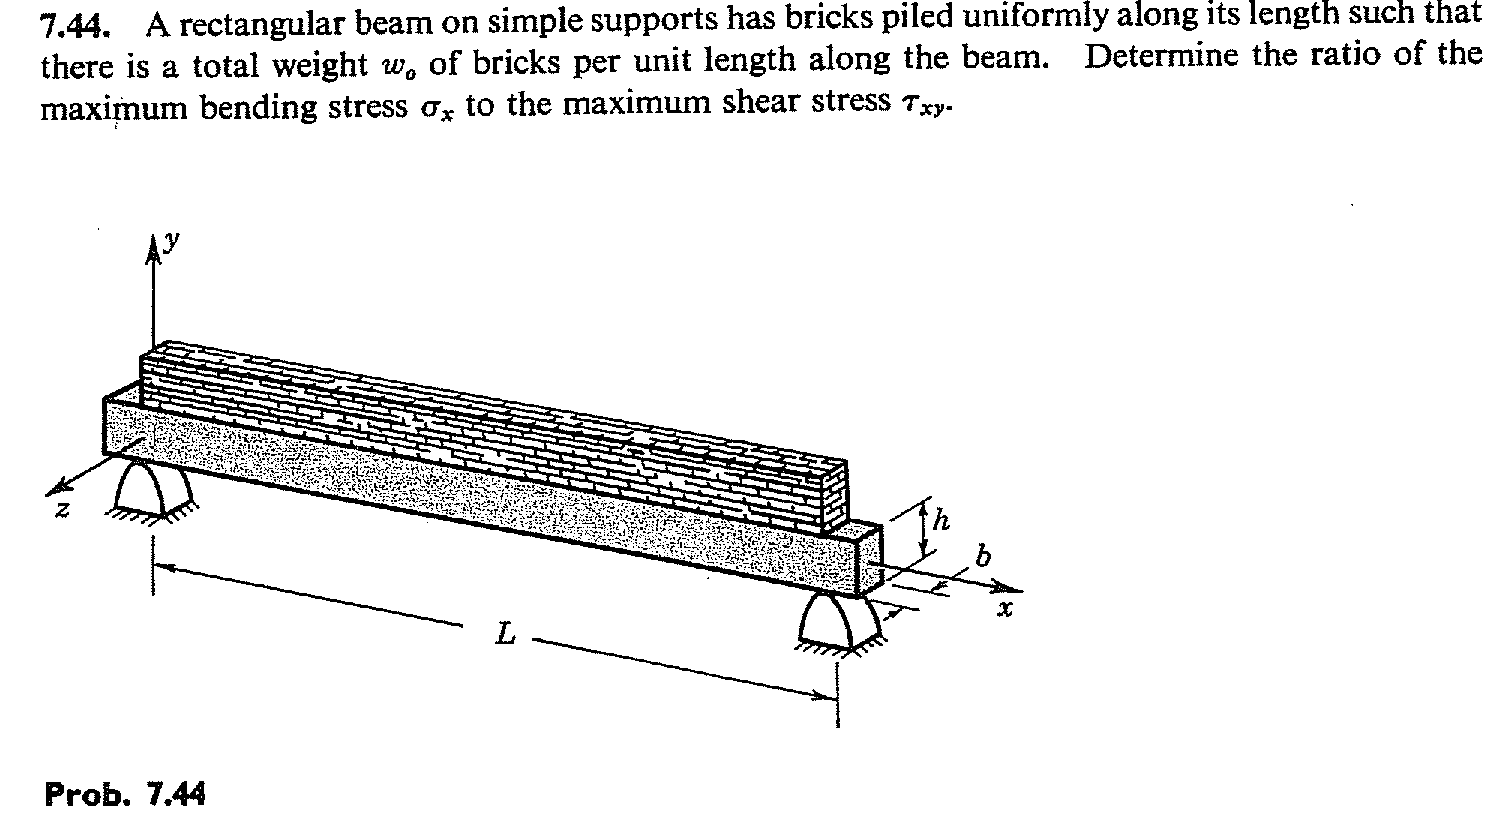 7.44. A rectangular beam on simple supports has bricks piled uniformly along its length such that
there is a total weight wₒ of bricks per unit length along the beam. Determine the ratio of the
maximum bending stress σₓ to the maximum shear stress τxy.
y
z
h
b
x
L
Prob. 7.44